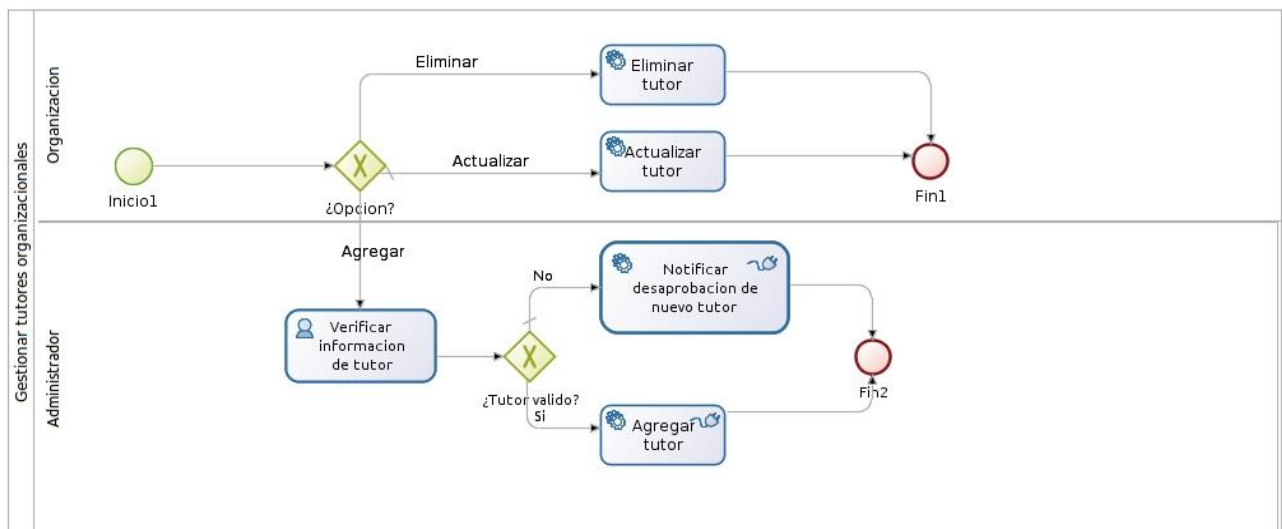 Gestionar tutores organizacionales
Organizacion
Inicio1
¿Opcion?
Eliminar
Eliminar
tutor
Actualizar
Actualizar
tutor
Fin1
Administrador
Agregar
Verificar
informacion
de tutor
¿Tutor valido?
No
Notificar
desaprobacion de
nuevo tutor
Si
Agregar
tutor
Fin2